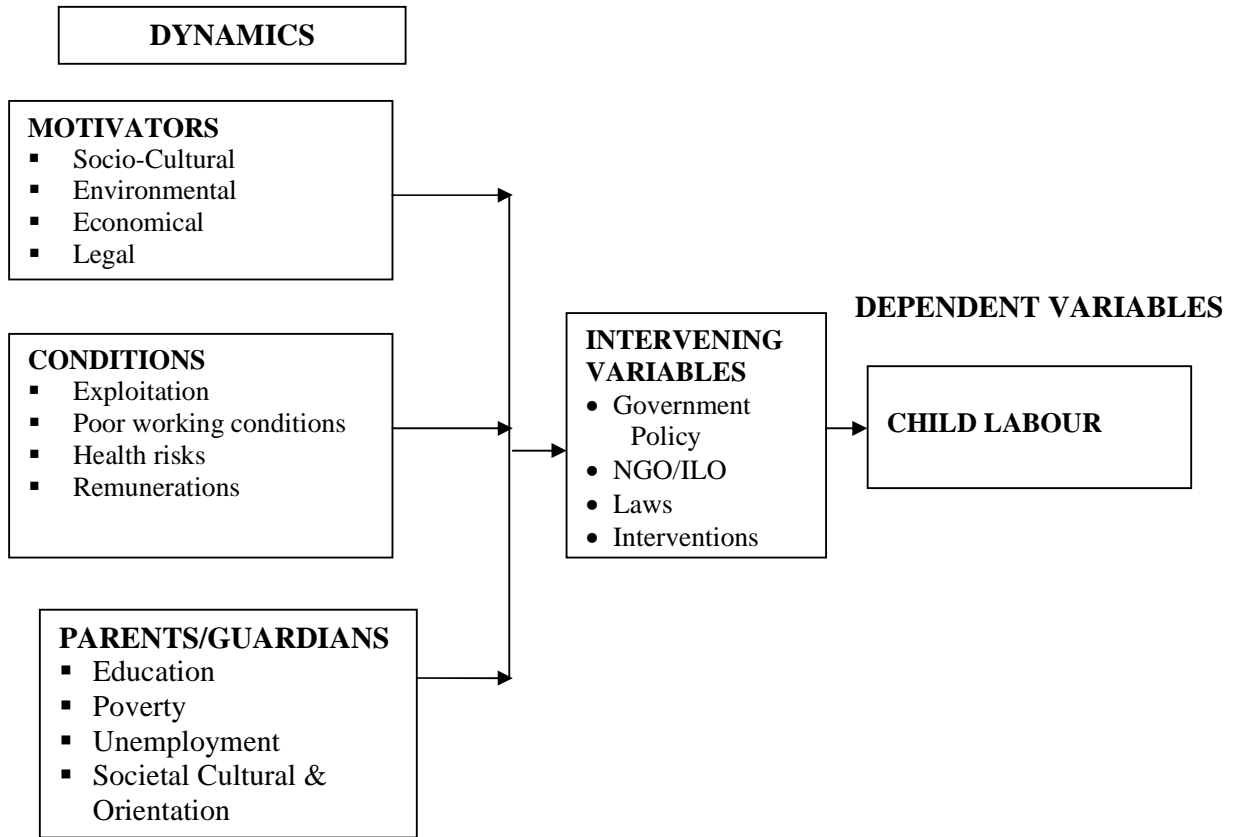 DYNAMICS
MOTIVATORS
▪ Socio-Cultural
▪ Environmental
▪ Economical
▪ Legal
CONDITIONS
▪ Exploitation
▪ Poor working conditions
▪ Health risks
▪ Remunerations
PARENTS/GUARDIANS
▪ Education
▪ Poverty
▪ Unemployment
▪ Societal Cultural &
Orientation
INTERVENING
VARIABLES
• Government
Policy
• NGO/ILO
• Laws
• Interventions
DEPENDENT VARIABLES
CHILD LABOUR